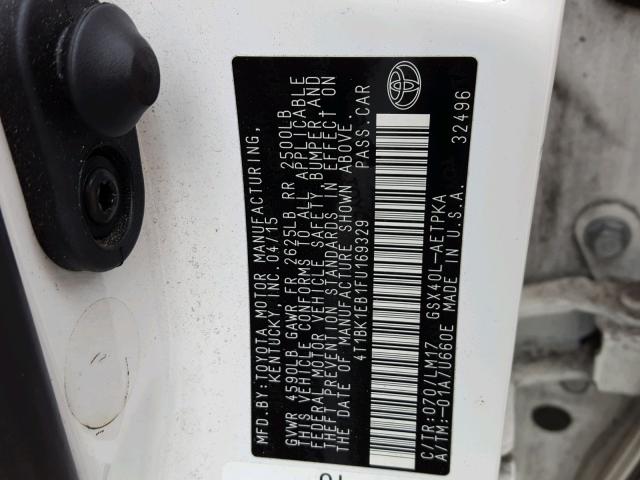 MFD.BY:TOYOTA MOTOR MANUFACTURING,
KENTUCKY, INC. 04/15
GVWR 4590LB GAWR FR 2625LB RR 2500LB
THIS VEHICLE CONFORMS TO ALL APPLICABLE
FEDERAL MOTOR VEHICLE SAFETY, BUMPER, AND
THEFT PREVENTION STANDARDS IN EFFECT ON
THE DATE OF MANUFACTURE SHOWN ABOVE.
4T1BK1EB1FU169329 PASS.CAR
C/TR:070/LM17 GSX40L-AETPKA
A/TM:-01A/U660E MADE IN U.S.A. 32496